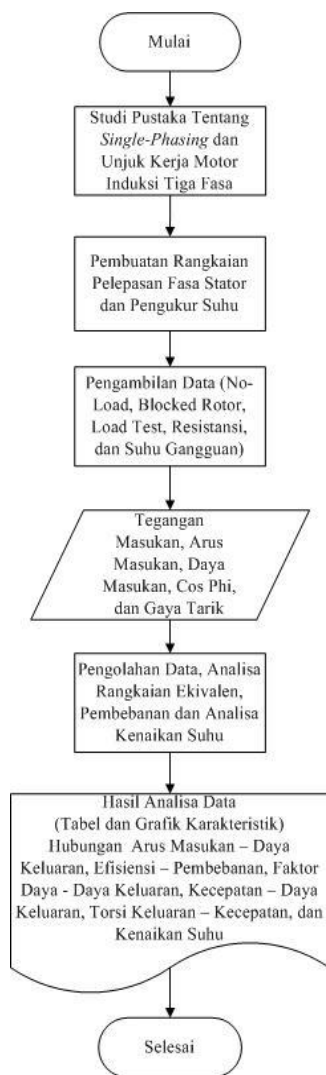 Mulai
Studi Pustaka Tentang
Single-Phasing dan
Unjuk Kerja Motor
Induksi Tiga Fasa
Pembuatan Rangkaian
Pelepasan Fasa Stator
dan Pengukur Suhu
Pengambilan Data (No-
Load, Blocked Rotor,
Load Test, Resistansi,
dan Suhu Gangguan)
Tegangan
Masukan, Arus
Masukan, Daya
Masukan, Cos Phi,
dan Gaya Tarik
Pengolahan Data, Analisa
Rangkaian Ekivalen,
Pembebanan dan Analisa
Kenaikan Suhu
Hasil Analisa Data
(Tabel dan Grafik Karakteristik)
Hubungan Arus Masukan – Daya
Keluaran, Efisiensi – Pembebanan, Faktor
Daya - Daya Keluaran, Kecepatan – Daya
Keluaran, Torsi Keluaran – Kecepatan, dan
Kenaikan Suhu
Selesai